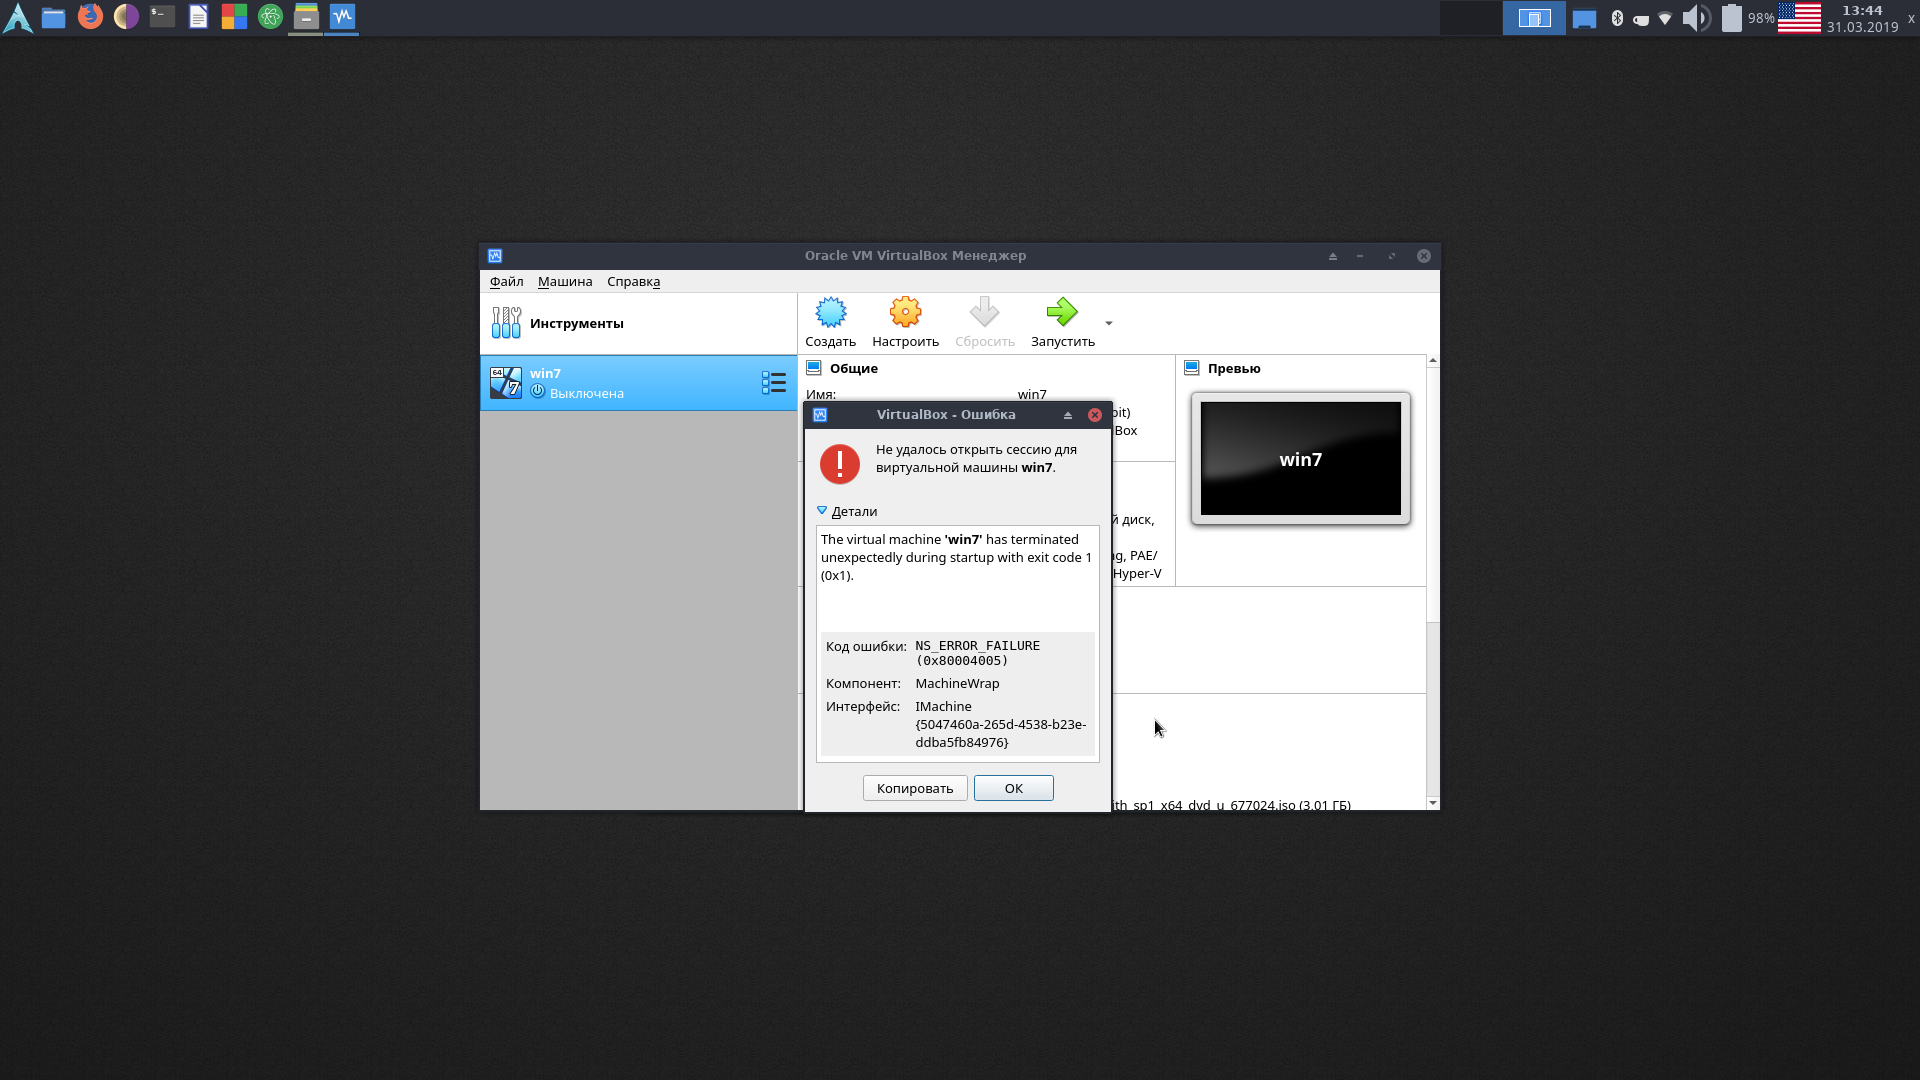 98%
13:44
31.03.2019
x
Oracle VM VirtualBox Менеджер
Файл Машина Справка
Инструменты
Создать Настроить Сбросить Запустить
64
7
win7
Выключена
Общие
Имя: win7
bit)
Box
й диск,
ng, PAE/
Hyper-V
Превью
win7
VirtualBox - Ошибка
Не удалось открыть сессию для
виртуальной машины win7.
Детали
The virtual machine 'win7' has terminated
unexpectedly during startup with exit code 1
(0x1).
Код ошибки: NS_ERROR_FAILURE
(0x80004005)
Компонент: MachineWrap
Интерфейс: IMachine
{5047460a-265d-4538-b23e-
ddba5fb84976}
Копировать OK
ith_sp1_x64_dvd_u_677024.iso (3,01 ГБ)